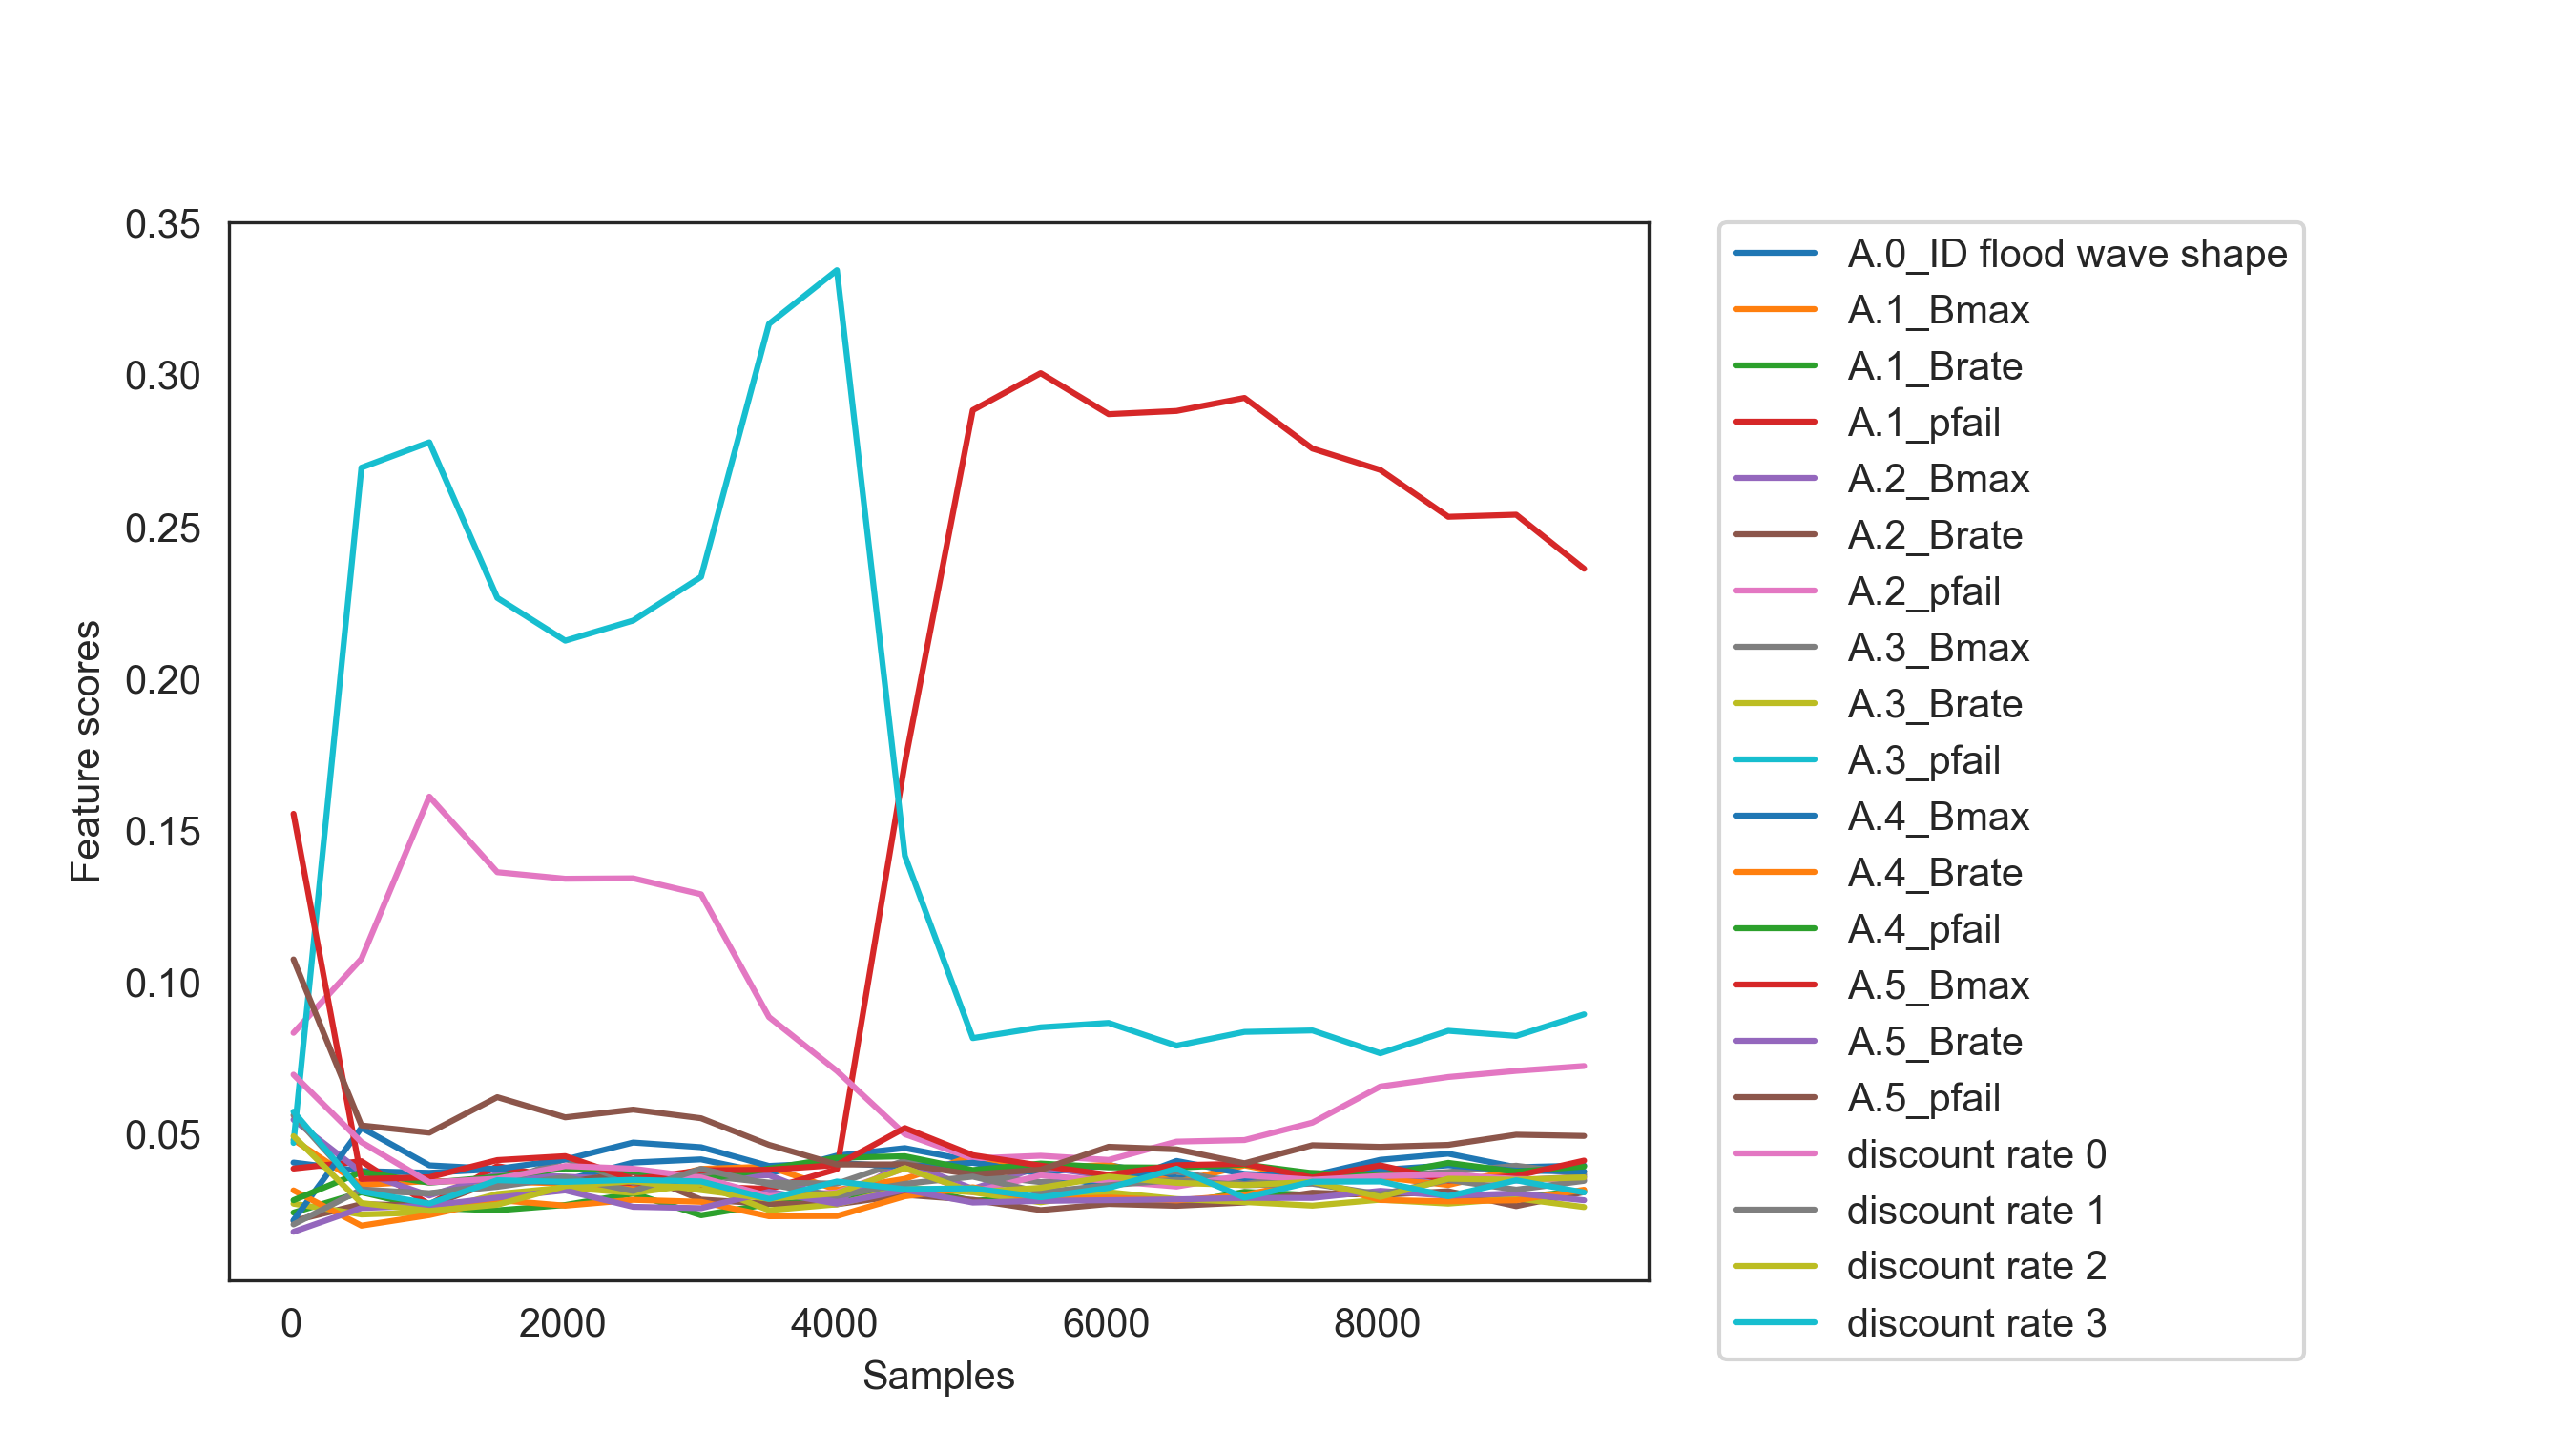 0.35
0.30
0.25
0.20
0.15
0.10
0.05
Feature scores
0
2000
4000
6000
8000
Samples
A.0_ID flood wave shape
A.1_Bmax
A.1_Brate
A.1_pfail
A.2_Bmax
A.2_Brate
A.2_pfail
A.3_Bmax
A.3_Brate
A.3_pfail
A.4_Bmax
A.4_Brate
A.4_pfail
A.5_Bmax
A.5_Brate
A.5_pfail
discount rate 0
discount rate 1
discount rate 2
discount rate 3